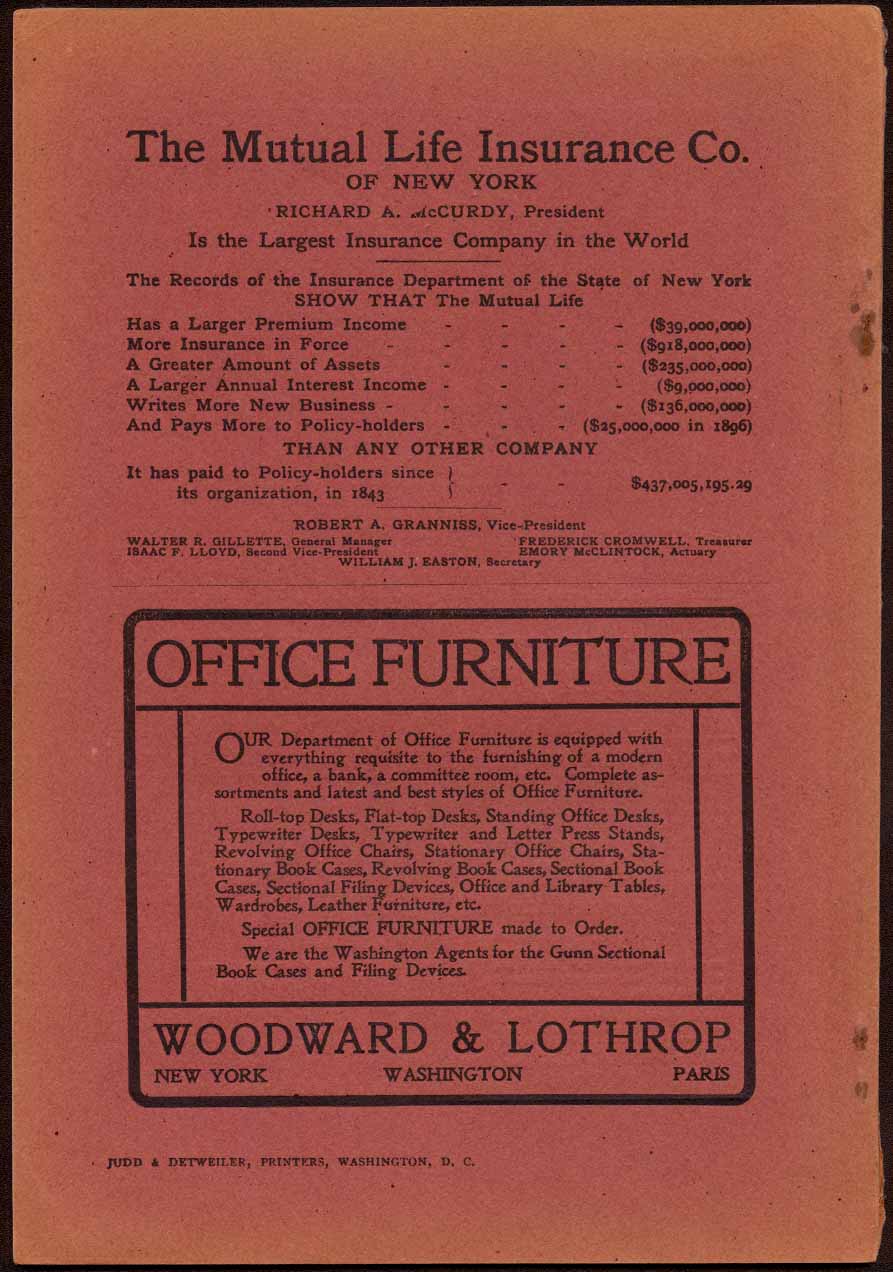 The Mutual Life Insurance Co.
OF NEW YORK
RICHARD A. McCURDY, President
Is the Largest Insurance Company in the World
The Records of the Insurance Department of the State of New York
SHOW THAT The Mutual Life
Has a Larger Premium Income - - - - ($39,000,000)
More Insurance in Force - - - - - ($918,000,000)
A Greater Amount of Assets - - - - ($235,000,000)
A Larger Annual Interest Income - - - - ($9,000,000)
Writes More New Business - - - - - ($136,000,000)
And Pays More to Policy-holders - - - ($25,000,000 in 1896)
THAN ANY OTHER COMPANY
It has paid to Policy-holders since }
its organization, in 1843 } - - $437,005,195.29
ROBERT A. GRANNISS, Vice-President
WALTER R. GILLETTE, General Manager FREDERICK CROMWELL, Treasurer
ISAAC F. LLOYD, Second Vice-President EMORY McCLINTOCK, Actuary
WILLIAM J. EASTON, Secretary
OFFICE FURNITURE
OUR Department of Office Furniture is equipped with
everything requisite to the furnishing of a modern
office, a bank, a committee room, etc. Complete as-
sortments and latest and best styles of Office Furniture.
Roll-top Desks, Flat-top Desks, Standing Office Desks,
Typewriter Desks, Typewriter and Letter Press Stands,
Revolving Office Chairs, Stationary Office Chairs, Sta-
tionary Book Cases, Revolving Book Cases, Sectional Book
Cases, Sectional Filing Devices, Office and Library Tables,
Wardrobes, Leather Furniture, etc.
Special OFFICE FURNITURE made to Order.
We are the Washington Agents for the Gunn Sectional
Book Cases and Filing Devices.
WOODWARD & LOTHROP
NEW YORK WASHINGTON PARIS
JUDD & DETWEILER, PRINTERS, WASHINGTON, D. C.